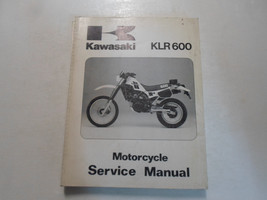 Kawasaki KLR600
Motorcycle
Service Manual